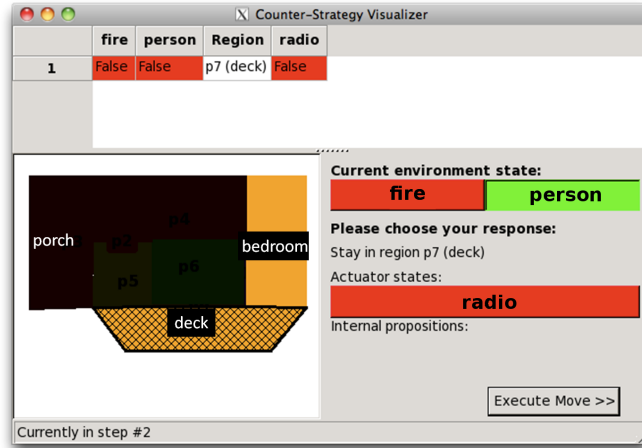 Counter-Strategy Visualizer
fire person Region radio
1 False False p7 (deck) False
Current environment state:
fire person
Please choose your response:
Stay in region p7 (deck)
Actuator states:
radio
Internal propositions:
porch p2 p4 bedroom
p5 p6
deck
Execute Move >>
Currently in step #2